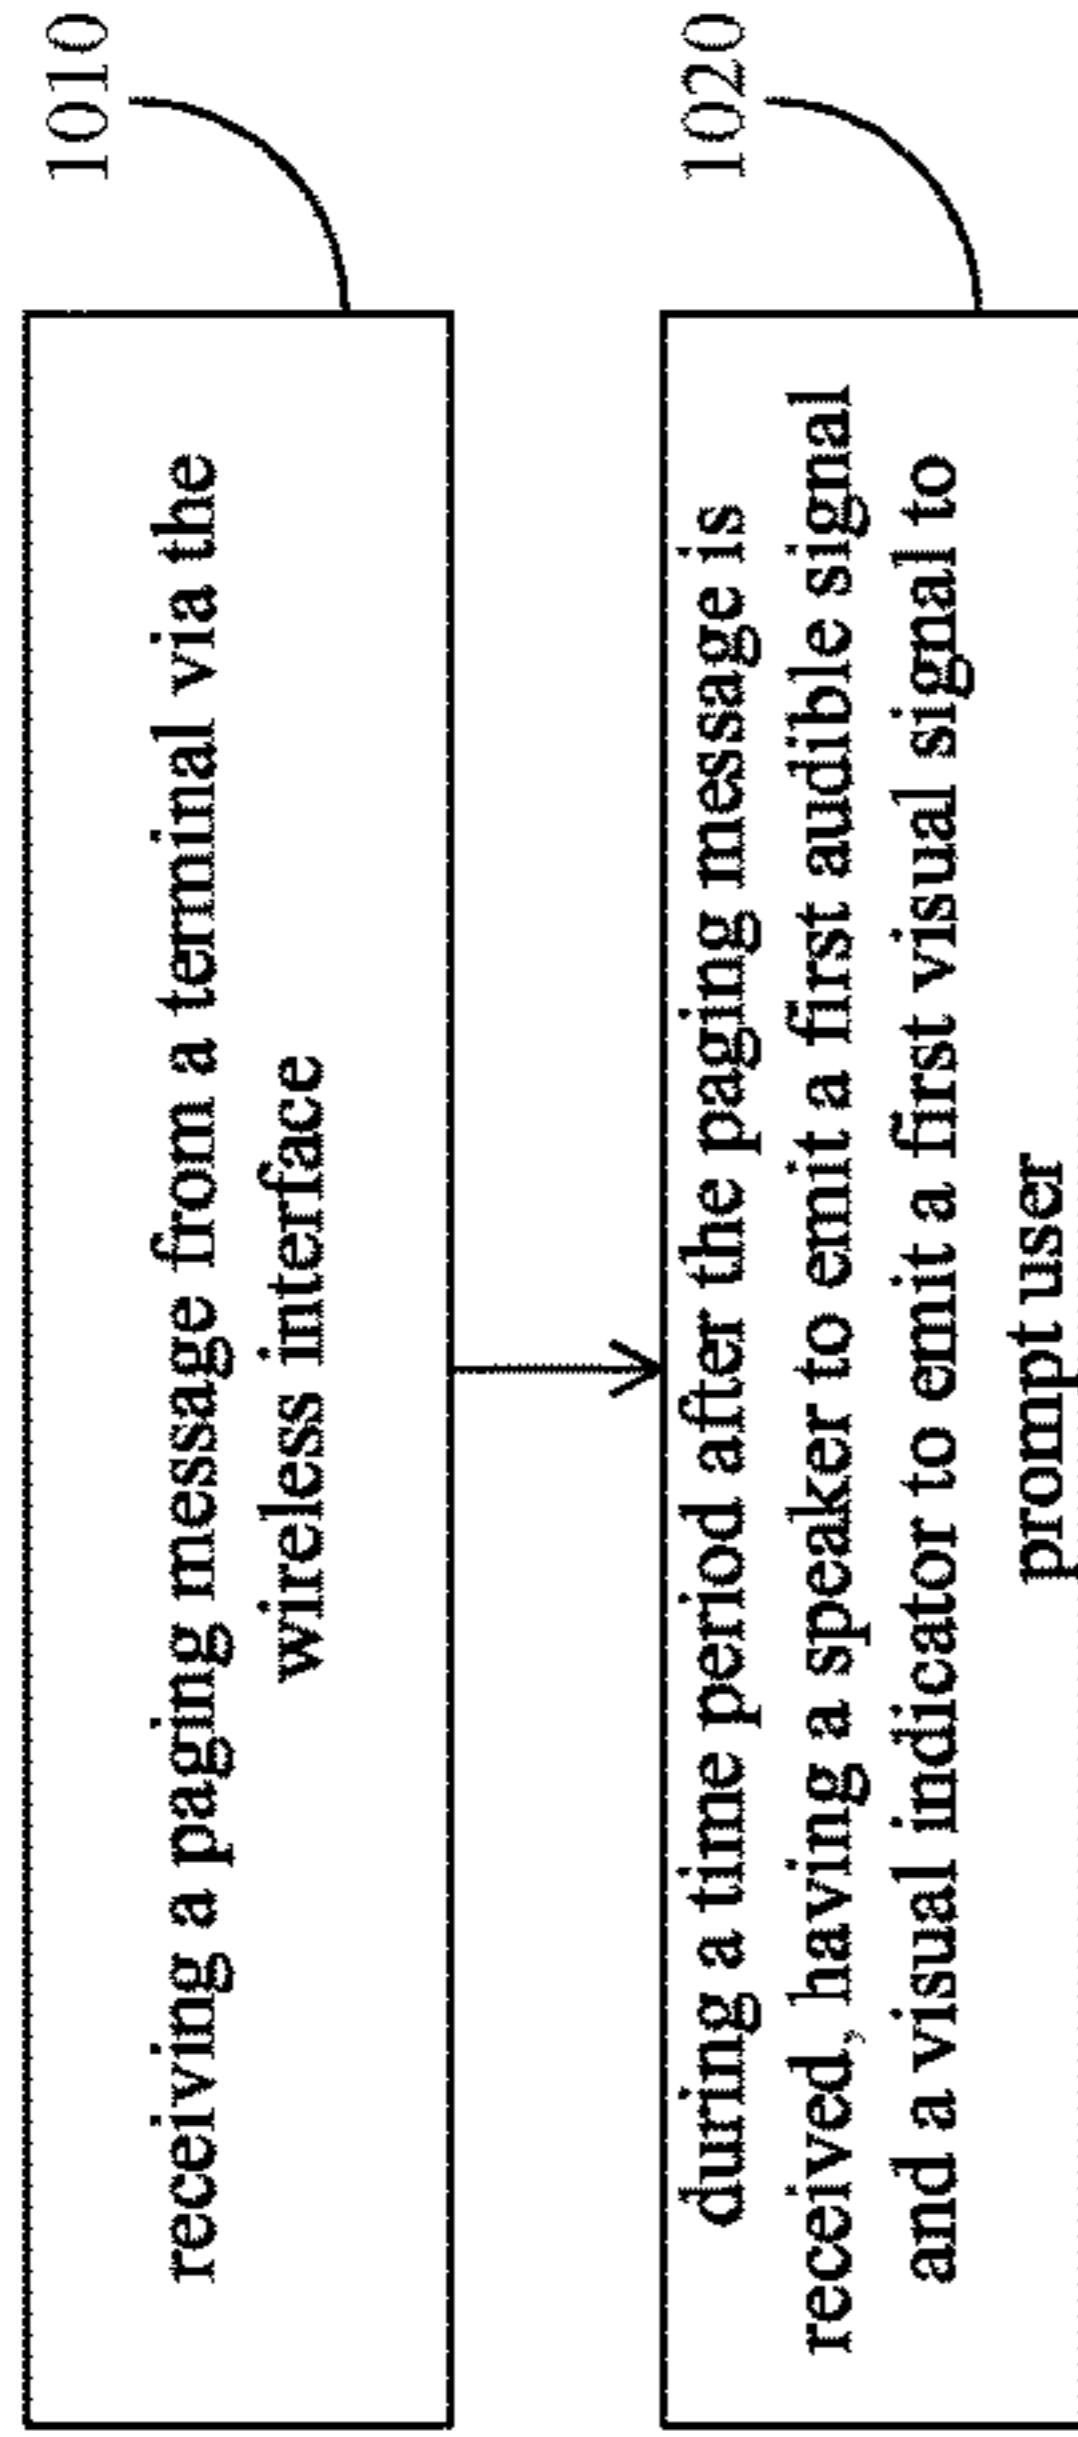 receiving a paging message from a terminal via the
wireless interface
1010
during a time period after the paging message is
received, having a speaker to emit a first audible signal
and a visual indicator to emit a first visual signal to
prompt user
1020